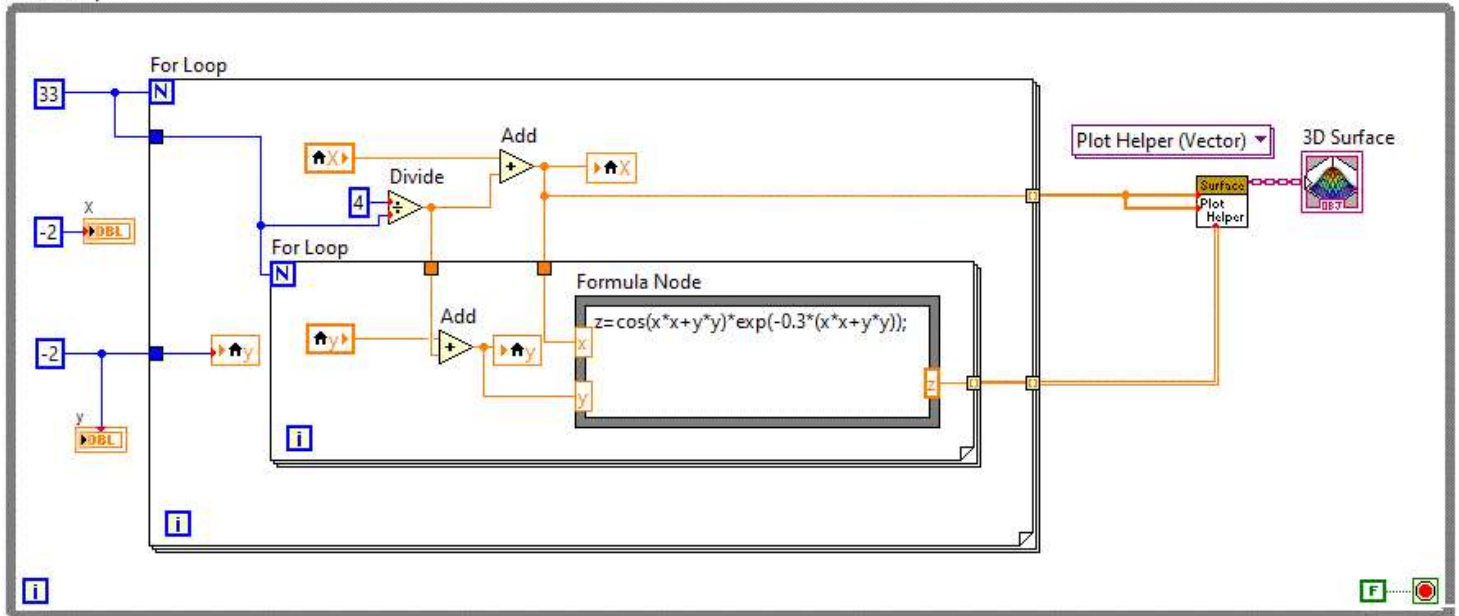 For Loop
33
N
Add
X
X
Plot Helper (Vector)
3D Surface
Divide
4
Surface
Plot
Helper
OBJ
x
-2
DBL
For Loop
N
Formula Node
z=cos(x*x+y*y)*exp(-0.3*(x*x+y*y));
Add
y
y
x
-2
y
z
y
y
DBL
i
i
i
F